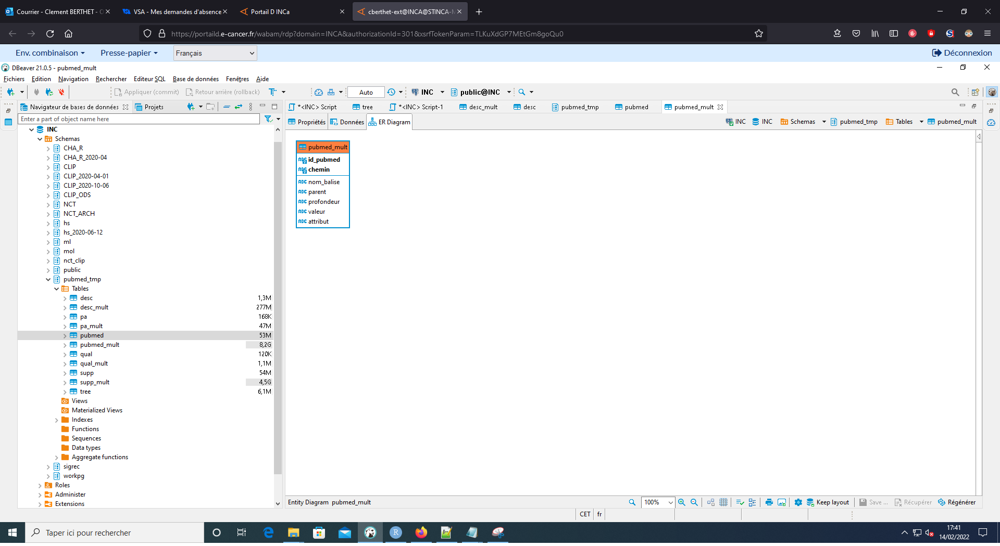 Courrier - Clement BERTHET - O
VSA - Mes demandes d'absence
Portail D INCa
cberthet-ext@INCA@STINCA-M
https://portaild.e-cancer.fr/wabam/rdp?domain=INCA&authorizationId=301&xsrfTokenParam=TLKuXdGP7MEtGm8goQu0
Env. combinaison
Presse-papier
Français
Déconnexion
DBeaver 21.0.5 - pubmed_mult
Fichiers Edition Navigation Rechercher Editeur SQL Base de données Fenêtres Aide
Appliquer (commit) Retour arrière (rollback) Auto INC public@INC
Navigateur de bases de données Projets
*<INC> Script tree *<INC> Script-1 desc_mult desc pubmed_tmp pubmed pubmed_mult
Enter a part of object name here
Propriétés Données ER Diagram
INC INC Schemas pubmed_tmp Tables pubmed_mult
INC
Schemas
CHA_R
CHA_R_2020-04
CLIP
CLIP_2020-04-01
CLIP_2020-10-06
CLIP_ODS
NCT
NCT_ARCH
hs
hs_2020-06-12
ml
mol
nct_clip
public
pubmed_tmp
Tables
desc 1,3M
desc_mult 277M
pa 168K
pa_mult 47M
pubmed 53M
pubmed_mult 8,2G
qual 120K
qual_mult 1,1M
supp 54M
supp_mult 4,5G
tree 6,1M
Views
Materialized Views
Indexes
Functions
Sequences
Data types
Aggregate functions
sigrec
workpg
Roles
Administer
Extensions
pubmed_mult
ABC id_pubmed
ABC chemin
ABC nom_balise
ABC parent
ABC profondeur
ABC valeur
ABC attribut
Entity Diagram pubmed_mult
100%
Keep layout
Save ...
Récupérer
Régénérer
CET fr
Taper ici pour rechercher
17:41
14/02/2022